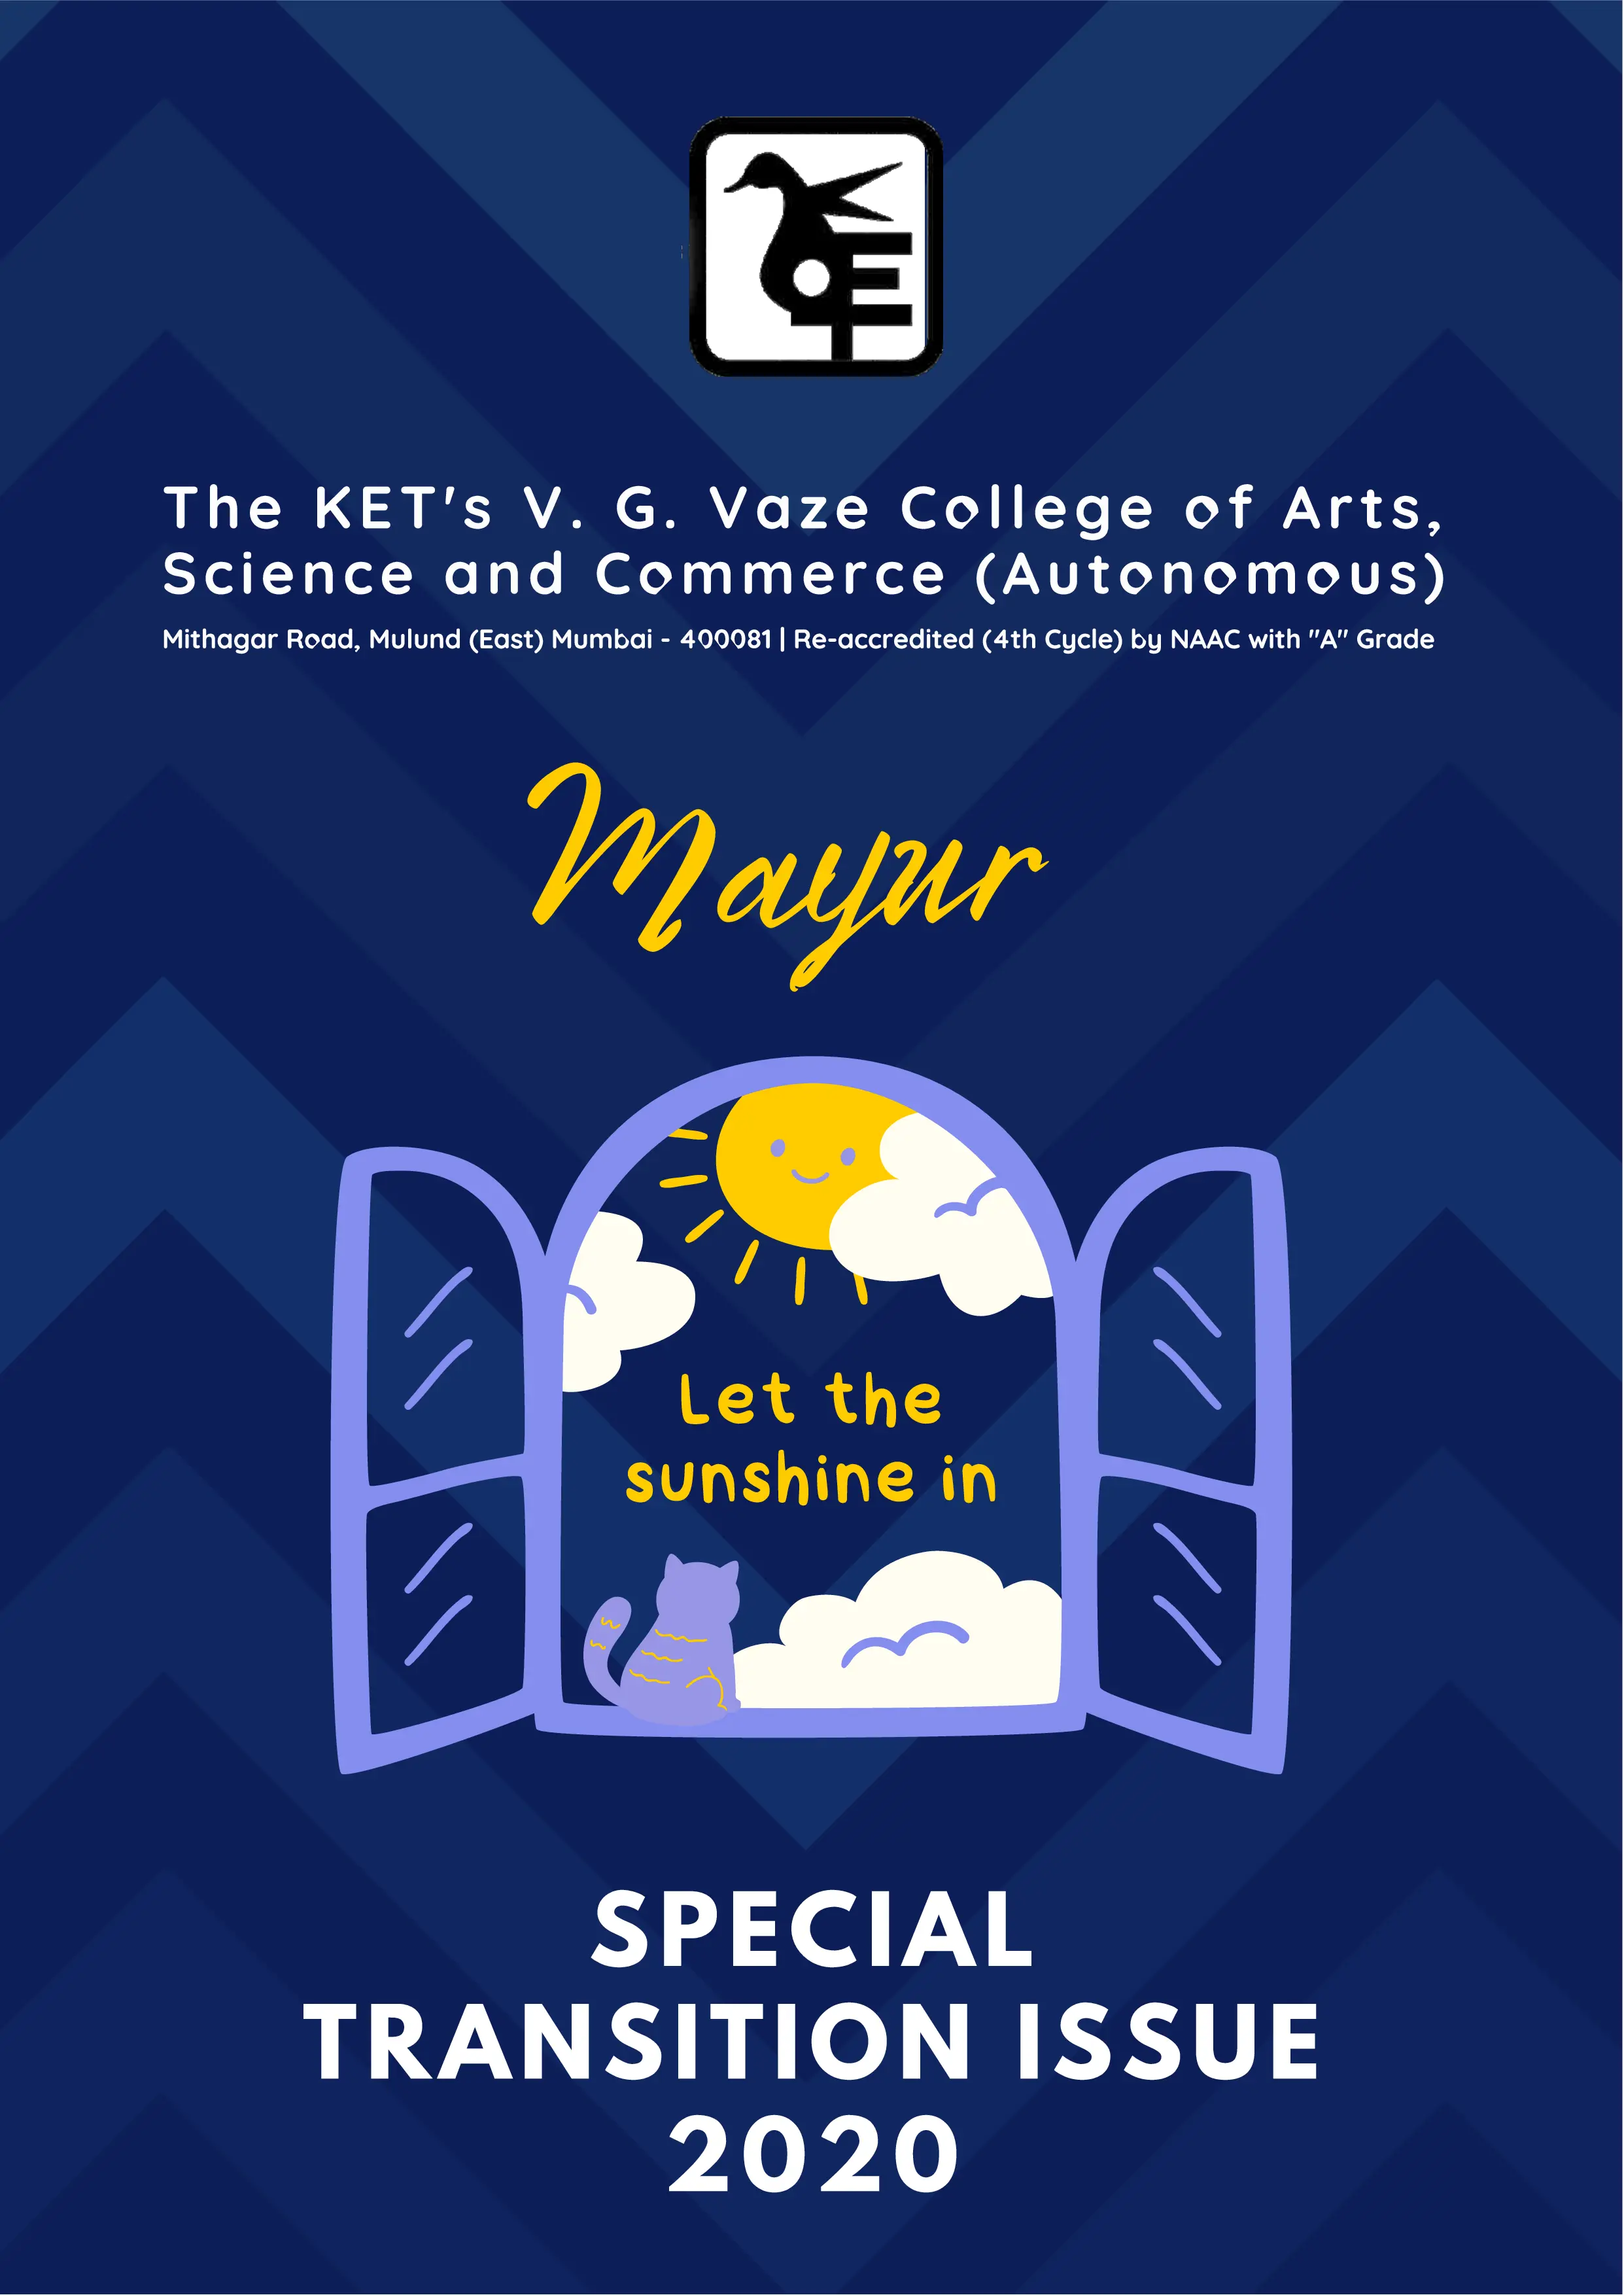 The KET's V. G. Vaze College of Arts,
Science and Commerce (Autonomous)
Mithagar Road, Mulund (East) Mumbai - 400081 | Re-accredited (4th Cycle) by NAAC with "A" Grade
Mayur
Let the
sunshine in
SPECIAL
TRANSITION ISSUE
2020